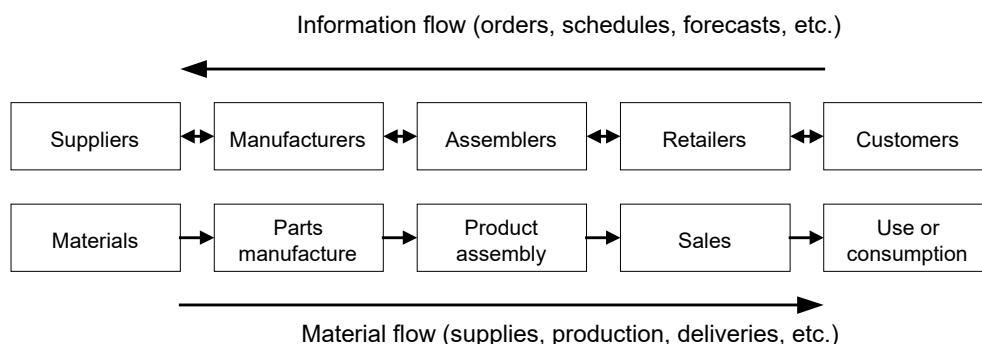 Information flow (orders, schedules, forecasts, etc.)
Suppliers
Manufacturers
Assemblers
Retailers
Customers
Materials
Parts
manufacture
Product
assembly
Sales
Use or
consumption
Material flow (supplies, production, deliveries, etc.)